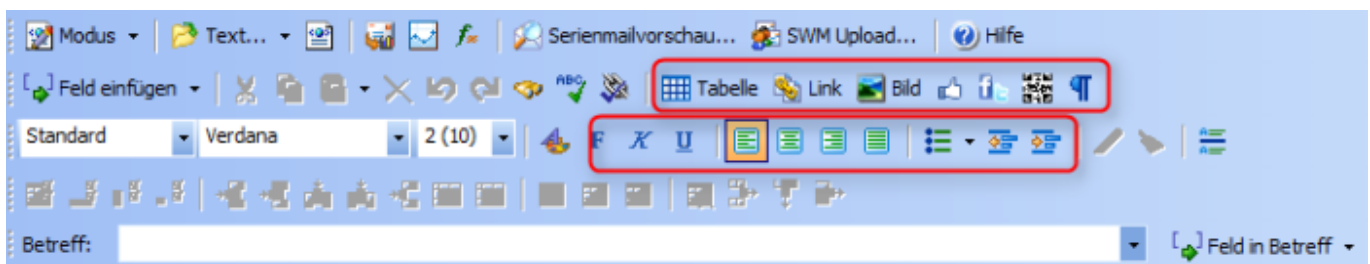 Modus Text... f Serienmailvorschau... SWM Upload... Hilfe
Feld einfügen ABC Tabelle Link Bild ¶
Standard Verdana 2 (10) F K U
Betreff: Feld in Betreff